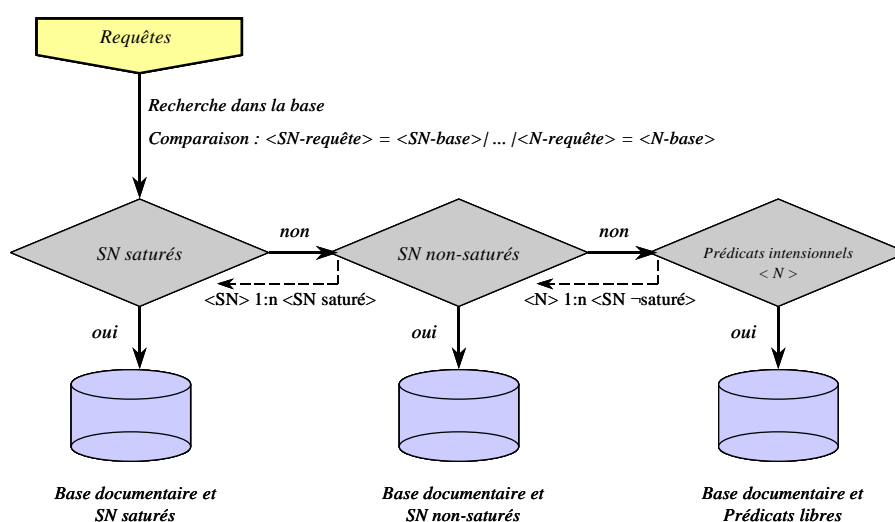 Requêtes
Recherche dans la base
Comparaison : <SN-requête> = <SN-base>/ ... /<N-requête> = <N-base>
SN saturés
non
SN non-saturés
non
Prédicats intensionnels
< N >
<SN> 1:n <SN saturé>
<N> 1:n <SN ¬saturé>
oui
oui
oui
Base documentaire et
SN saturés
Base documentaire et
SN non-saturés
Base documentaire et
Prédicats libres